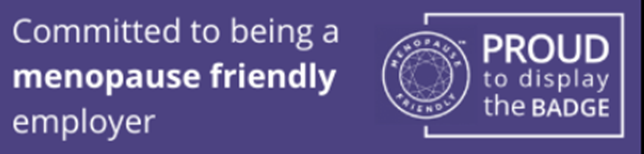 Committed to being a
menopause friendly
employer
MENOPAUSE
FRIENDLY
PROUD
to display
the BADGE